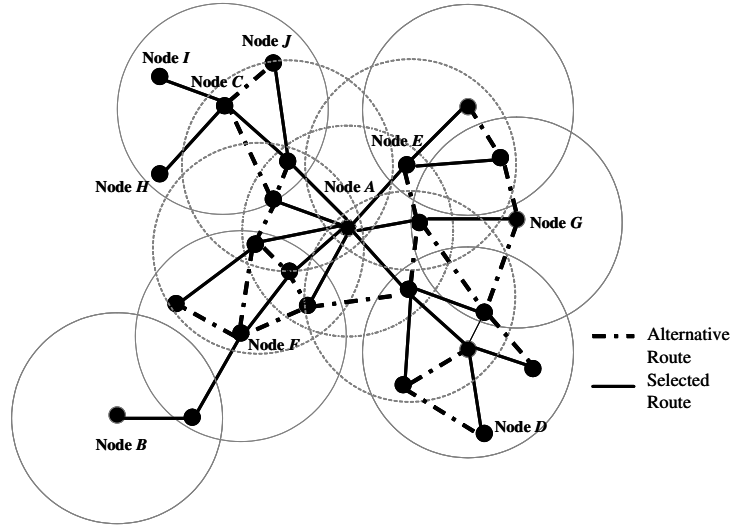 Node J
Node I
Node C
Node E
Node H
Node A
Node G
Node F
Alternative
Route
Selected
Route
Node D
Node B